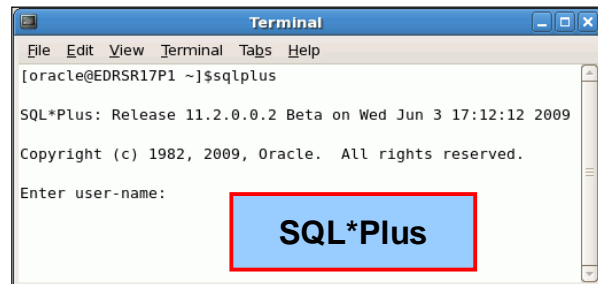 Terminal
File Edit View Terminal Tabs Help
[oracle@EDRSR17P1 ~]$sqlplus
SQL*Plus: Release 11.2.0.0.2 Beta on Wed Jun 3 17:12:12 2009
Copyright (c) 1982, 2009, Oracle.  All rights reserved.
Enter user-name:
SQL*Plus